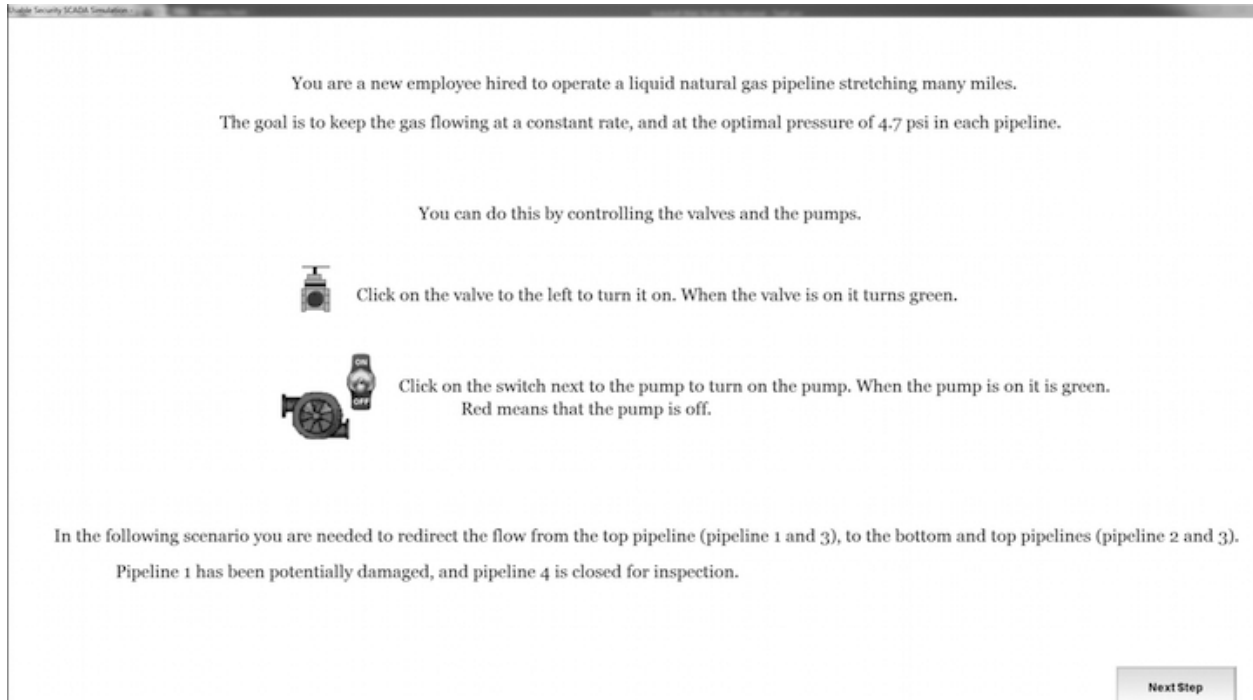 Usable Security SCADA Simulation
You are a new employee hired to operate a liquid natural gas pipeline stretching many miles.
The goal is to keep the gas flowing at a constant rate, and at the optimal pressure of 4.7 psi in each pipeline.
You can do this by controlling the valves and the pumps.
Click on the valve to the left to turn it on. When the valve is on it turns green.
ON
OFF
Click on the switch next to the pump to turn on the pump. When the pump is on it is green.
Red means that the pump is off.
In the following scenario you are needed to redirect the flow from the top pipeline (pipeline 1 and 3), to the bottom and top pipelines (pipeline 2 and 3).
Pipeline 1 has been potentially damaged, and pipeline 4 is closed for inspection.
Next Step